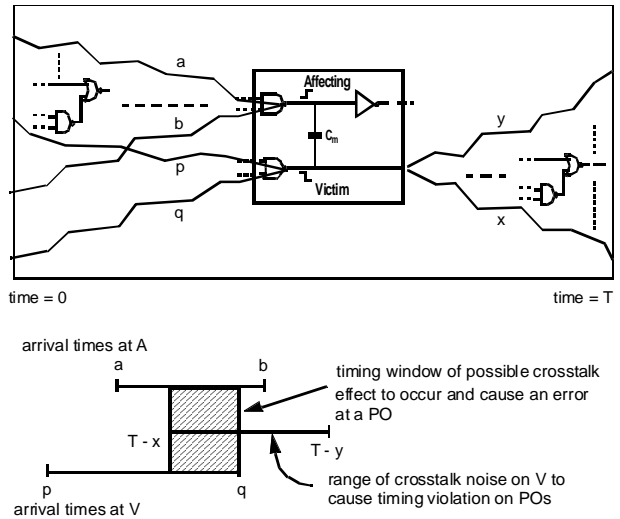 a
Affecting
b
Cm
y
p
Victim
q
x
time = 0
time = T
arrival times at A
a
b
timing window of possible crosstalk
effect to occur and cause an error
at a PO
T - x
T - y
p
q
range of crosstalk noise on V to
cause timing violation on POs
arrival times at V